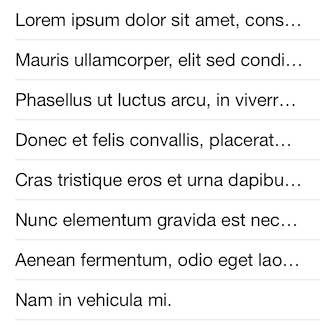 Lorem ipsum dolor sit amet, cons…
Mauris ullamcorper, elit sed condi…
Phasellus ut luctus arcu, in viverr…
Donec et felis convallis, placerat…
Cras tristique eros et urna dapibu…
Nunc elementum gravida est nec…
Aenean fermentum, odio eget lao…
Nam in vehicula mi.